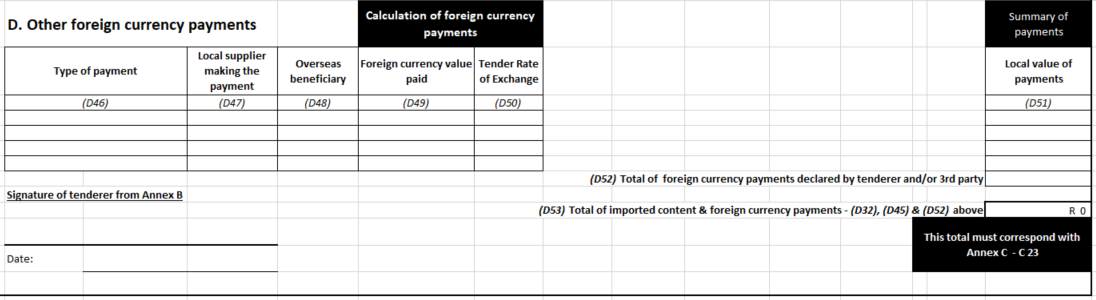 D. Other foreign currency payments
Calculation of foreign currency
payments
Summary of
payments
Type of payment
Local supplier
making the
payment
Overseas
beneficiary
Foreign currency value
paid
Tender Rate
of Exchange
Local value of
payments
(D46)
(D47)
(D48)
(D49)
(D50)
(D51)
(D52) Total of foreign currency payments declared by tenderer and/or 3rd party
Signature of tenderer from Annex B
(D53) Total of imported content & foreign currency payments - (D32), (D45) & (D52) above
R 0
This total must correspond with
Annex C - C 23
Date: